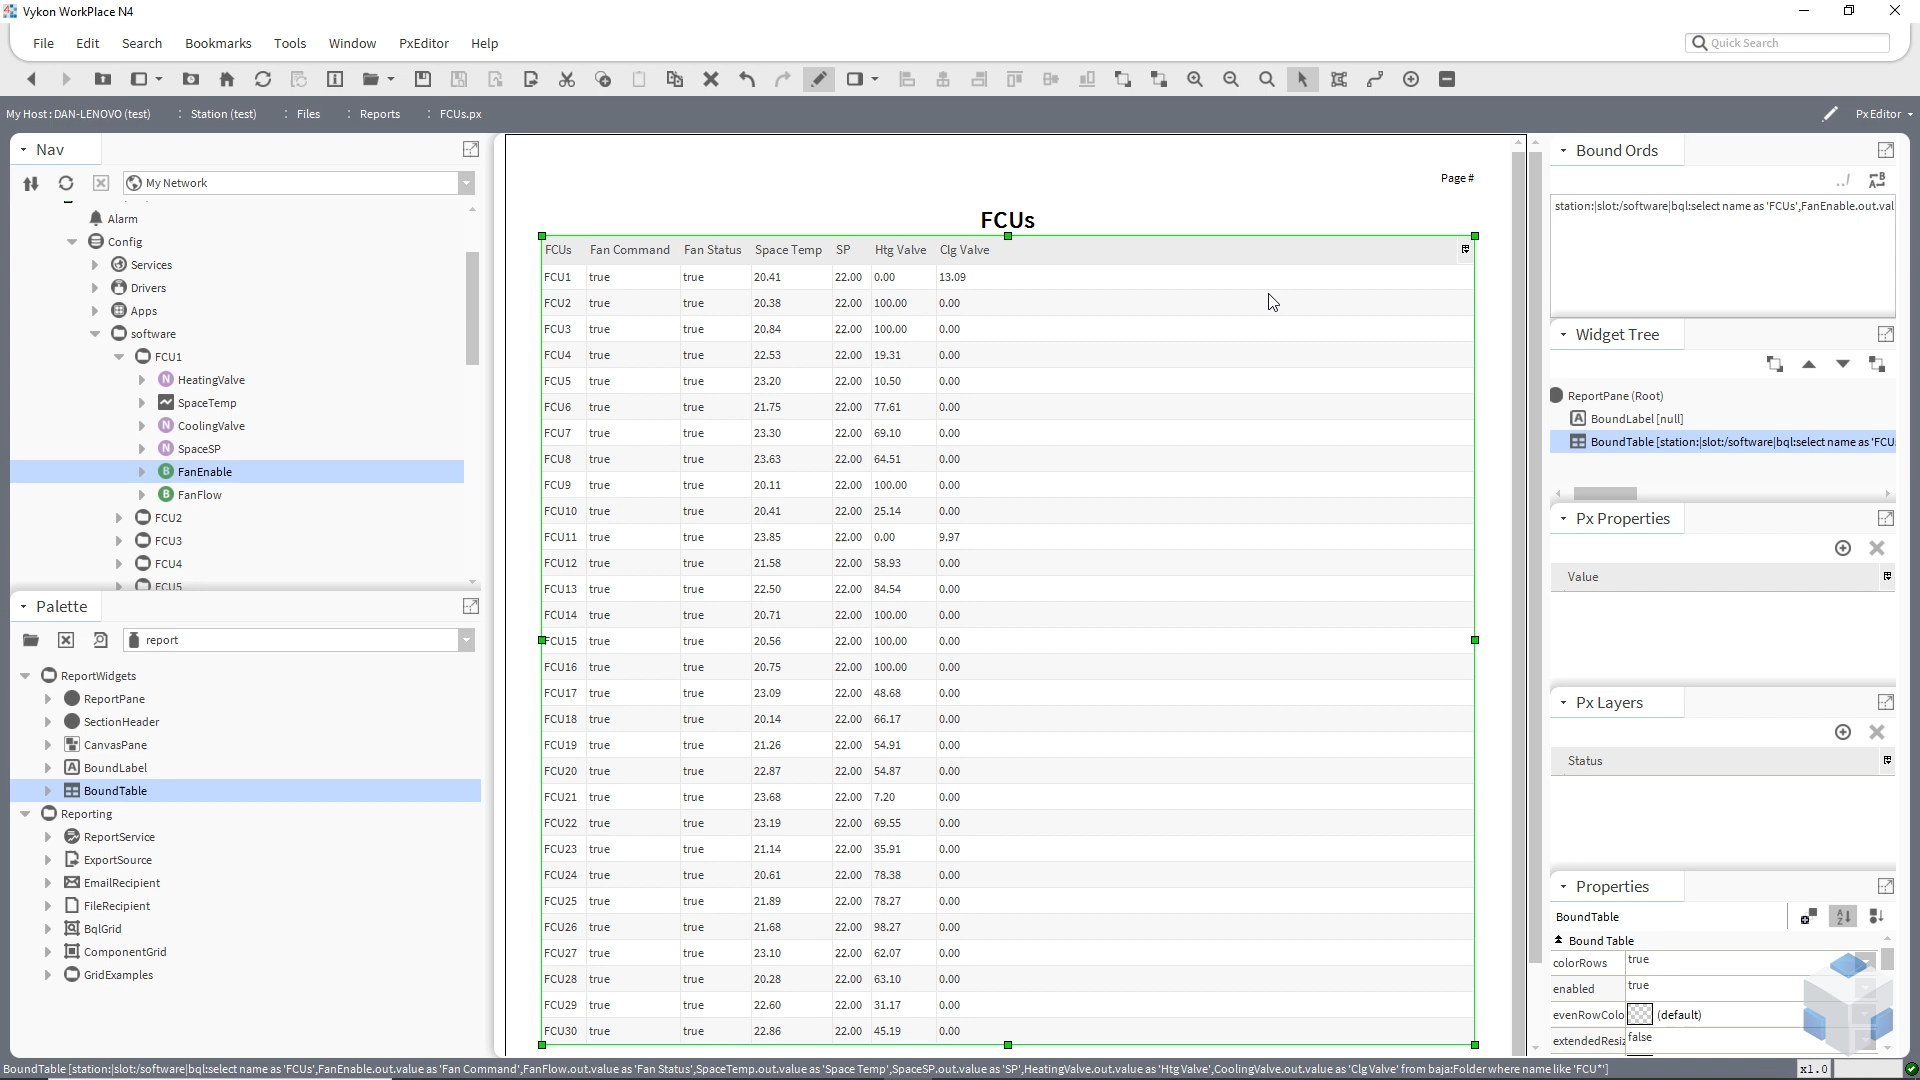 Vykon WorkPlace N4
File Edit Search Bookmarks Tools Window PxEditor Help
Quick Search
My Host : DAN-LENOVO (test) : Station (test) : Files : Reports : FCUs.px
PxEditor
Nav
My Network
Alarm
Config
Services
Drivers
Apps
software
FCU1
N HeatingValve
SpaceTemp
N CoolingValve
N SpaceSP
B FanEnable
B FanFlow
FCU2
FCU3
FCU4
FCU5
Palette
report
ReportWidgets
ReportPane
SectionHeader
CanvasPane
A BoundLabel
BoundTable
Reporting
ReportService
ExportSource
EmailRecipient
FileRecipient
BqlGrid
ComponentGrid
GridExamples
Page #
FCUs
FCUs Fan Command Fan Status Space Temp SP Htg Valve Clg Valve
FCU1 true true 20.41 22.00 0.00 13.09
FCU2 true true 20.38 22.00 100.00 0.00
FCU3 true true 20.84 22.00 100.00 0.00
FCU4 true true 22.53 22.00 19.31 0.00
FCU5 true true 23.20 22.00 10.50 0.00
FCU6 true true 21.75 22.00 77.61 0.00
FCU7 true true 23.30 22.00 69.10 0.00
FCU8 true true 23.63 22.00 64.51 0.00
FCU9 true true 20.11 22.00 100.00 0.00
FCU10 true true 20.41 22.00 25.14 0.00
FCU11 true true 23.85 22.00 0.00 9.97
FCU12 true true 21.58 22.00 58.93 0.00
FCU13 true true 22.50 22.00 84.54 0.00
FCU14 true true 20.71 22.00 100.00 0.00
FCU15 true true 20.56 22.00 100.00 0.00
FCU16 true true 20.75 22.00 100.00 0.00
FCU17 true true 23.09 22.00 48.68 0.00
FCU18 true true 20.14 22.00 66.17 0.00
FCU19 true true 21.26 22.00 54.91 0.00
FCU20 true true 22.87 22.00 54.87 0.00
FCU21 true true 23.68 22.00 7.20 0.00
FCU22 true true 23.19 22.00 69.55 0.00
FCU23 true true 21.14 22.00 35.91 0.00
FCU24 true true 20.61 22.00 78.38 0.00
FCU25 true true 21.89 22.00 78.27 0.00
FCU26 true true 21.68 22.00 98.27 0.00
FCU27 true true 23.10 22.00 62.07 0.00
FCU28 true true 20.28 22.00 63.10 0.00
FCU29 true true 22.60 22.00 31.17 0.00
FCU30 true true 22.86 22.00 45.19 0.00
Bound Ords
station:|slot:/software|bql:select name as 'FCUs',FanEnable.out.val
Widget Tree
ReportPane (Root)
A BoundLabel [null]
BoundTable [station:|slot:/software|bql:select name as 'FCU
Px Properties
Value
Px Layers
Status
Properties
BoundTable
Bound Table
colorRows true
enabled true
evenRowColo (default)
extendedResiz false
BoundTable [station:|slot:/software|bql:select name as 'FCUs',FanEnable.out.value as 'Fan Command',FanFlow.out.value as 'Fan Status',SpaceTemp.out.value as 'Space Temp',SpaceSP.out.value as 'SP',HeatingValve.out.value as 'Htg Valve',CoolingValve.out.value as 'Clg Valve' from baja:Folder where name like 'FCU*']
x1.0